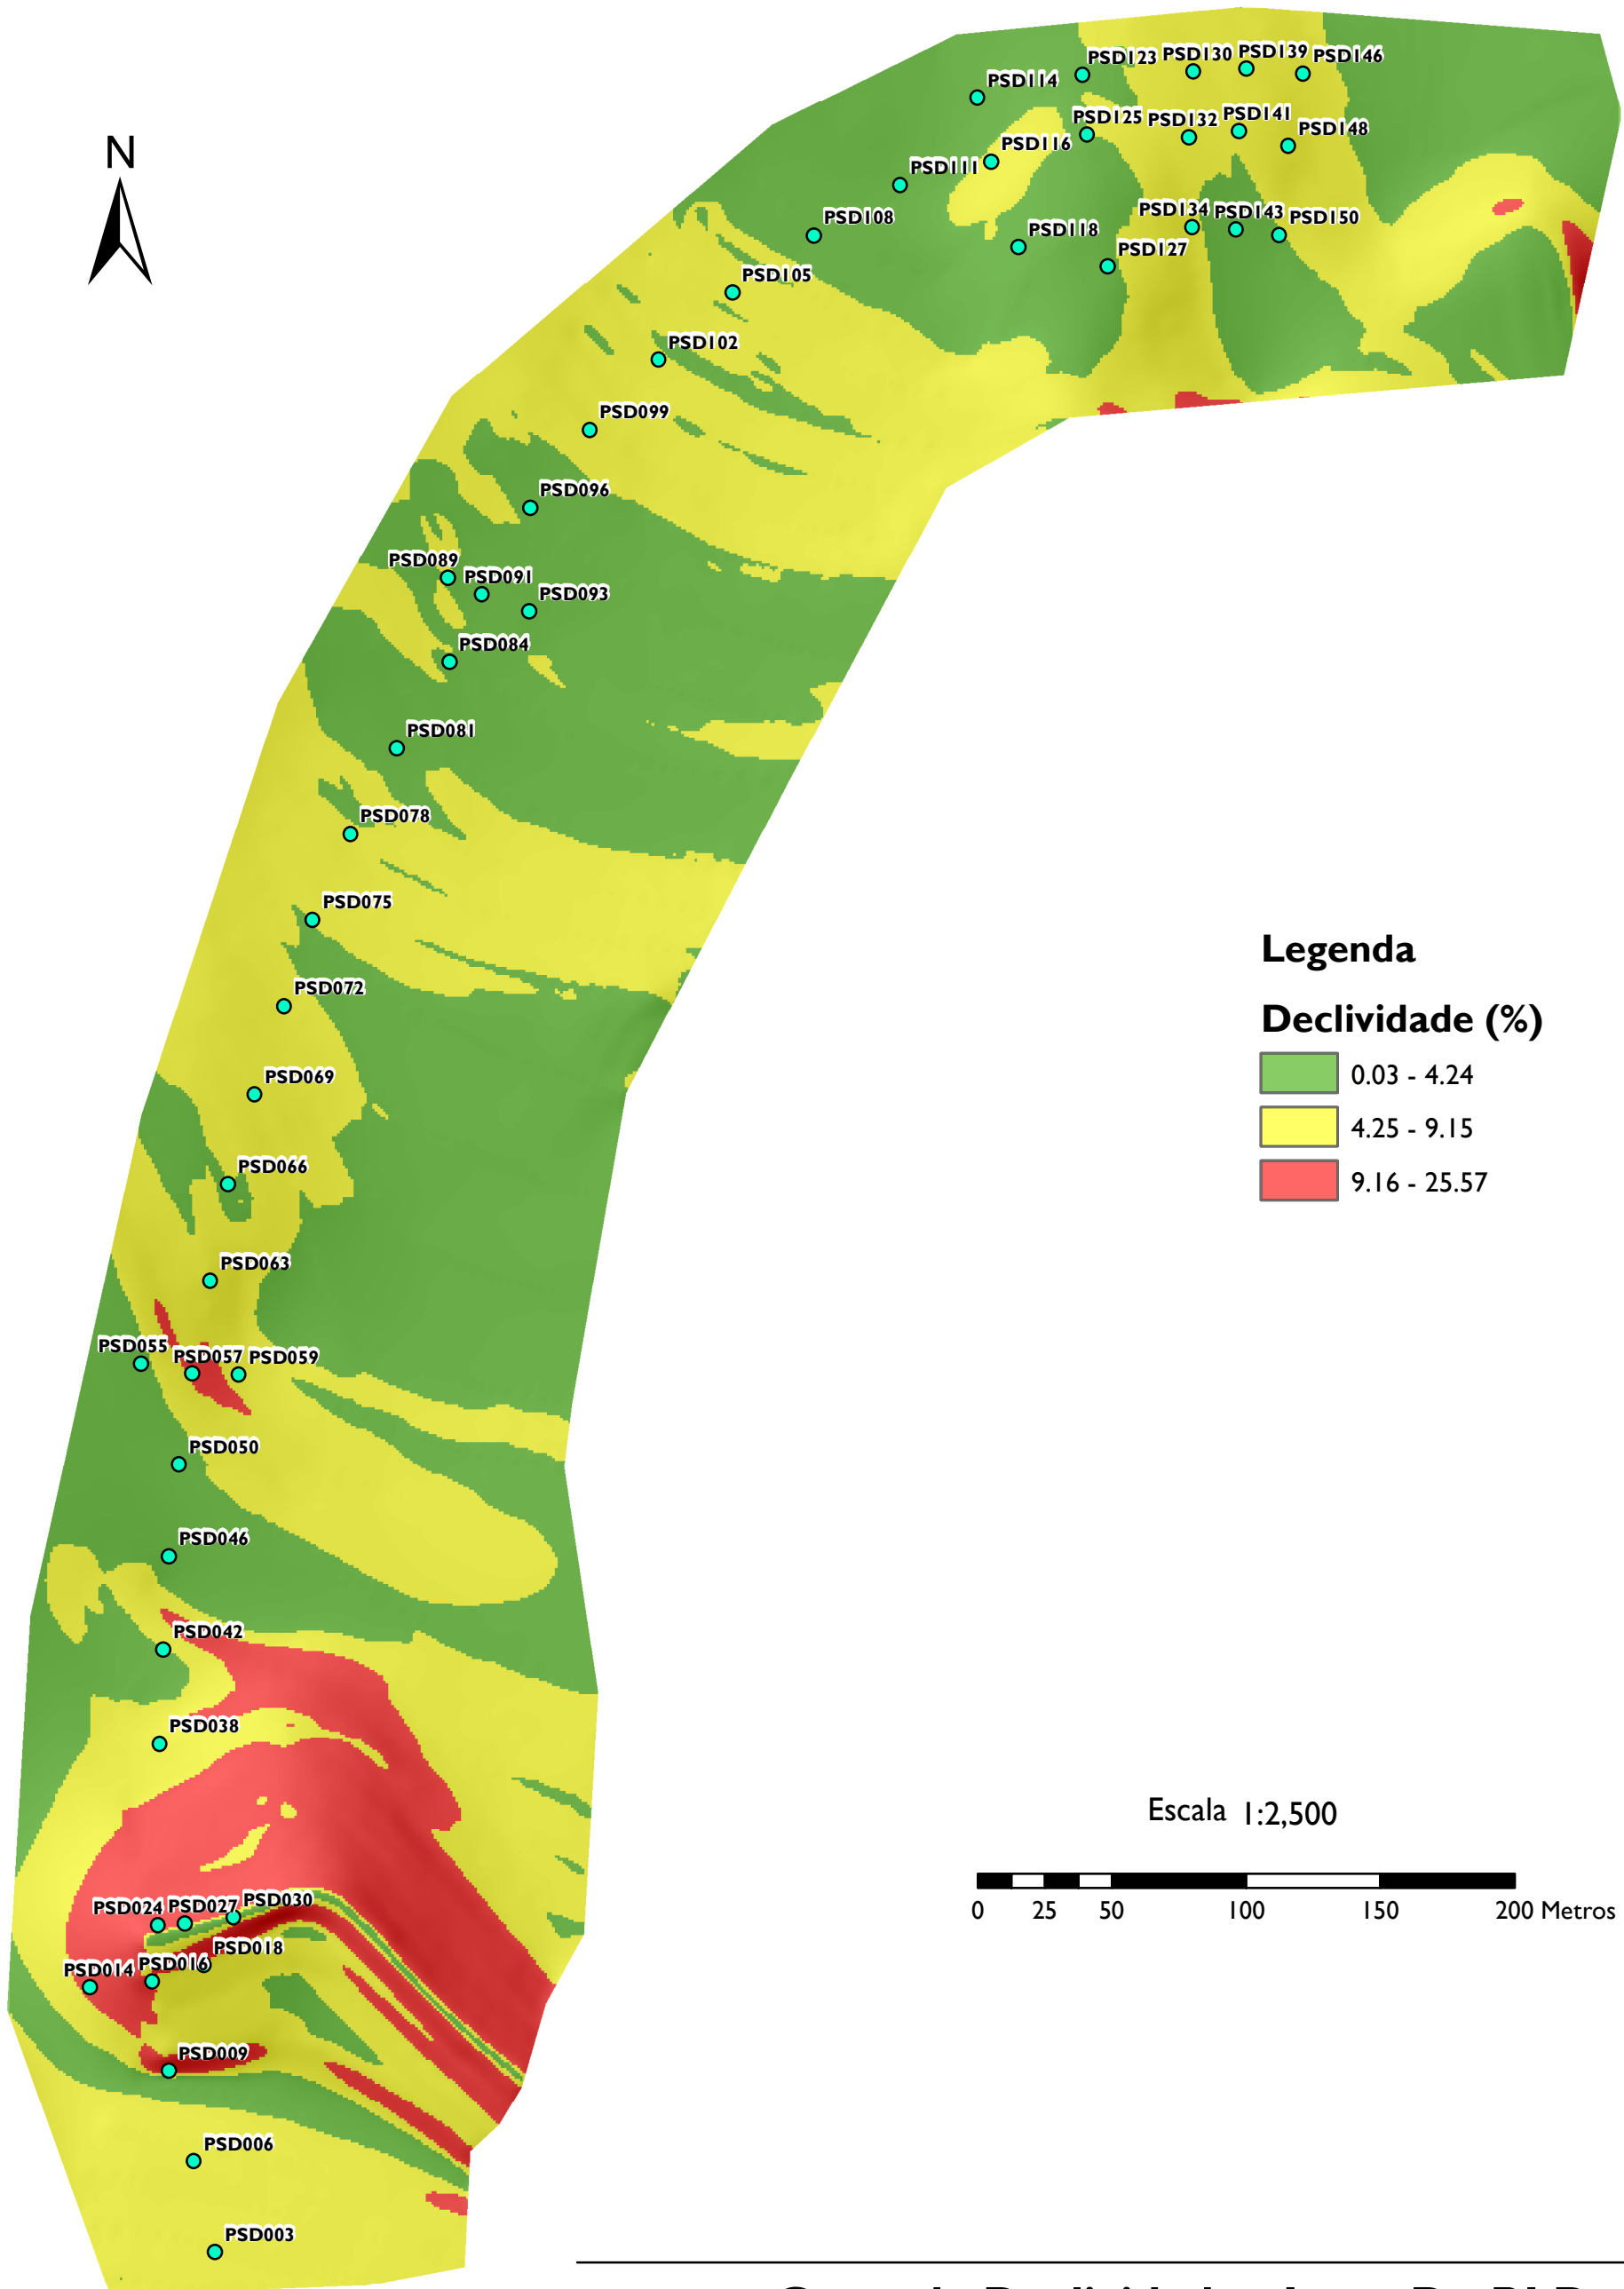 PSD123 PSD130 PSD139 PSD146
PSD114
PSD125 PSD132 PSD141 PSD148
PSD116
PSD111
N
PSD108 PSD134 PSD143 PSD150
PSD118
PSD127
PSD105
PSD102
PSD099
PSD096
PSD089
PSD091
PSD093
PSD084
PSD081
PSD078
PSD075
PSD072
PSD069
PSD066
PSD063
PSD055 PSD057 PSD059
PSD050
PSD046
PSD042
PSD038
PSD024 PSD027 PSD030
PSD018
PSD014 PSD016
PSD009
PSD006
PSD003
Legenda
Declividade (%)
0.03 - 4.24
4.25 - 9.15
9.16 - 25.57
Escala 1:2,500
0 25 50 100 150 200 Metros